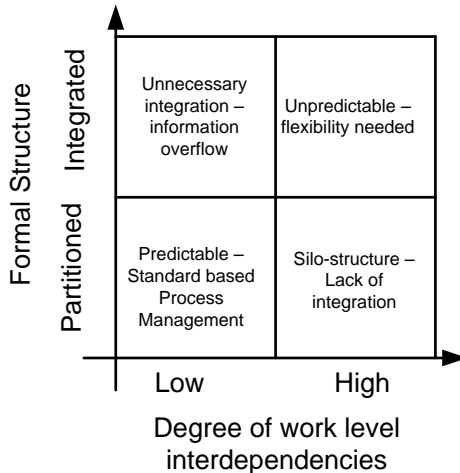 Formal Structure
Integrated
Partitioned
Unnecessary
integration –
information
overflow
Unpredictable –
flexibility needed
Predictable –
Standard based
Process
Management
Silo-structure –
Lack of
integration
Low
High
Degree of work level
interdependencies